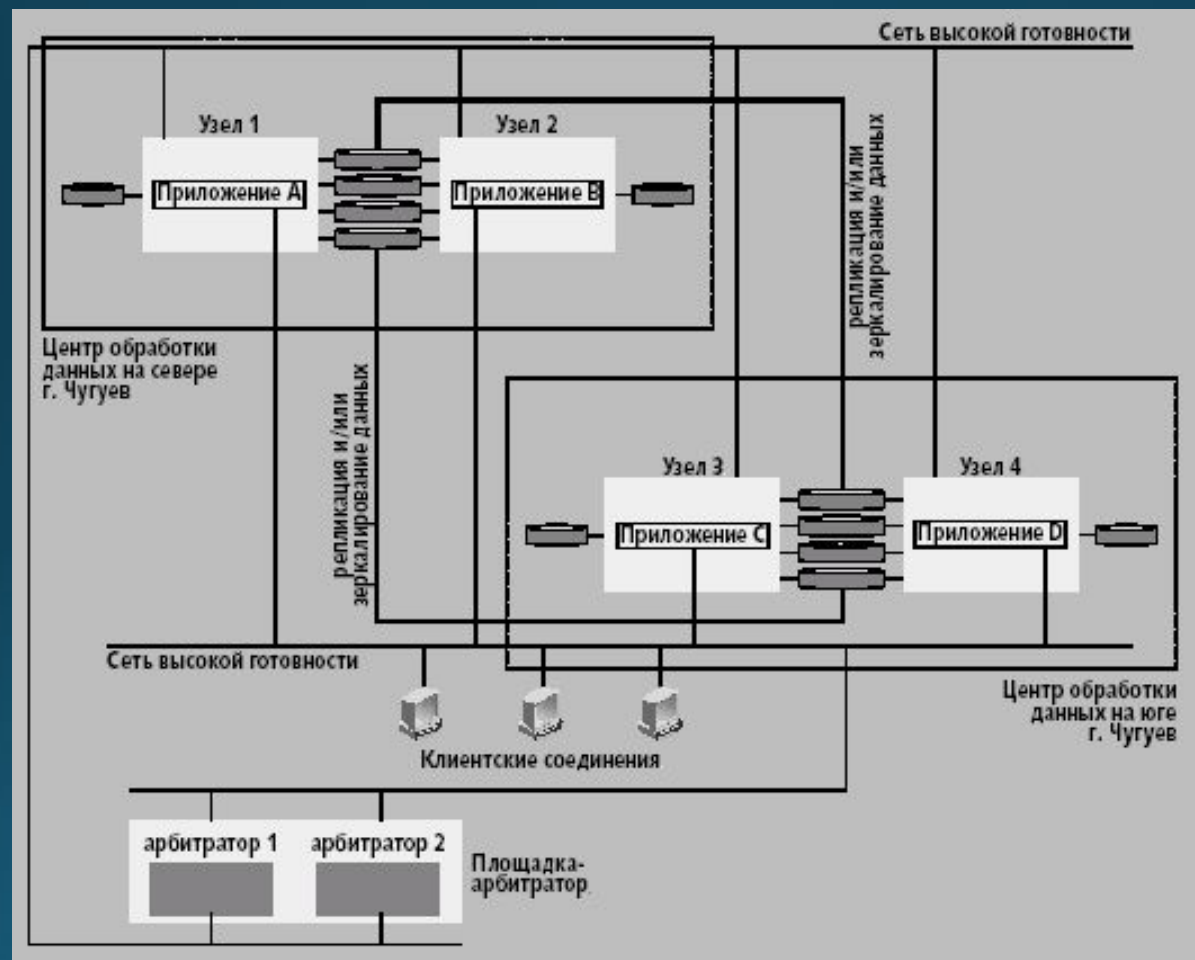 Сеть высокой готовности
Узел 1
Узел 2
Приложение A
Приложение B
репликация и/или
зеркалирование данных
Центр обработки
данных на севере
г. Чугуев
репликация и/или
зеркалирование данных
Узел 3
Узел 4
Приложение C
Приложение D
Сеть высокой готовности
Центр обработки
данных на юге
г. Чугуев
Клиентские соединения
арбитратор 1
арбитратор 2
Площадка-
арбитратор